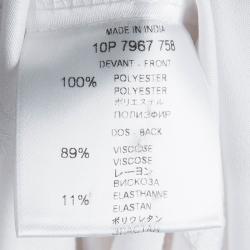 MADE IN INDIA
10P 7967 758
DEVANT - FRONT
100% POLYESTER
POLYESTER
ポリエステル
ПОЛИЭФИР
DOS - BACK
89% VISCOSE
VISCOSE
レーヨン
ВИСКОЗА
11% ELASTHANNE
ELASTAN
ポリウレタン
ЭЛАСТАН